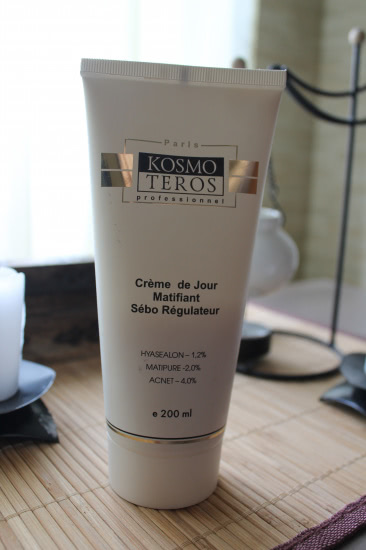 Paris
KOSMO
TEROS
professionnel
Crème de Jour
Matifiant
Sébo Régulateur
HYASEALON – 1,2%
MATIPURE -2.0%
ACNET – 4.0%
e 200 ml